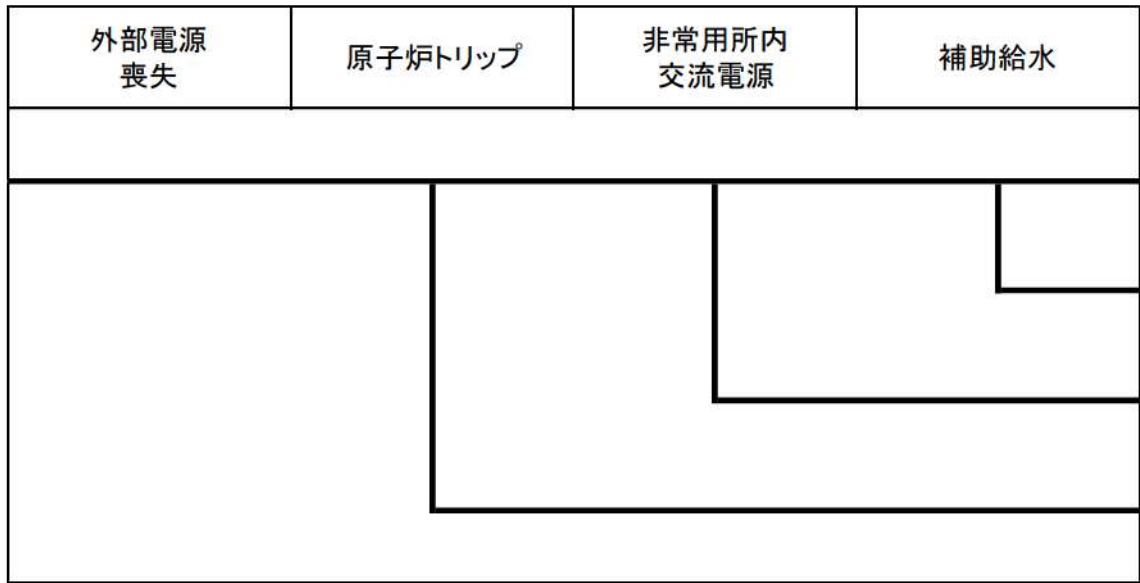 外部電源
喪失
原子炉トリップ
非常用所内
交流電源
補助給水